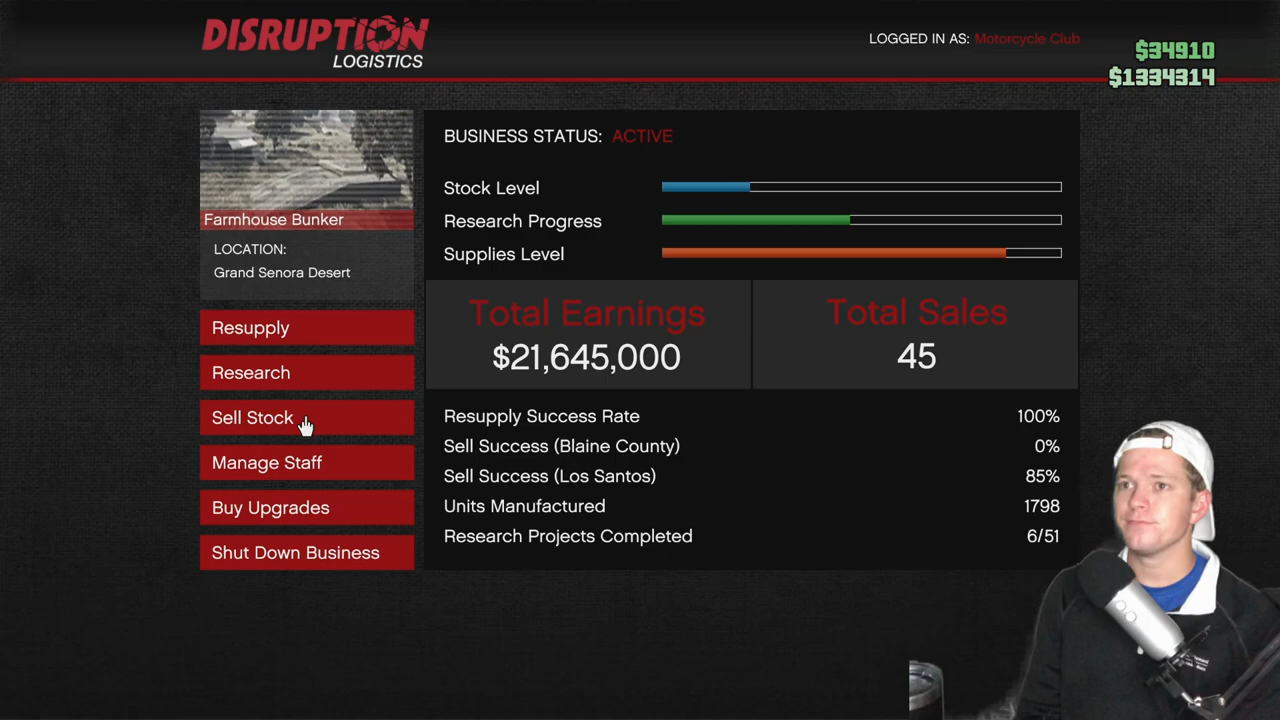 DISRUPTION
LOGISTICS
LOGGED IN AS: Motorcycle Club
$34910
$1334314
Farmhouse Bunker
LOCATION:
Grand Senora Desert
Resupply
Research
Sell Stock
Manage Staff
Buy Upgrades
Shut Down Business
BUSINESS STATUS: ACTIVE
Stock Level
Research Progress
Supplies Level
Total Earnings
$21,645,000
Total Sales
45
Resupply Success Rate 100%
Sell Success (Blaine County) 0%
Sell Success (Los Santos) 85%
Units Manufactured 1798
Research Projects Completed 6/51